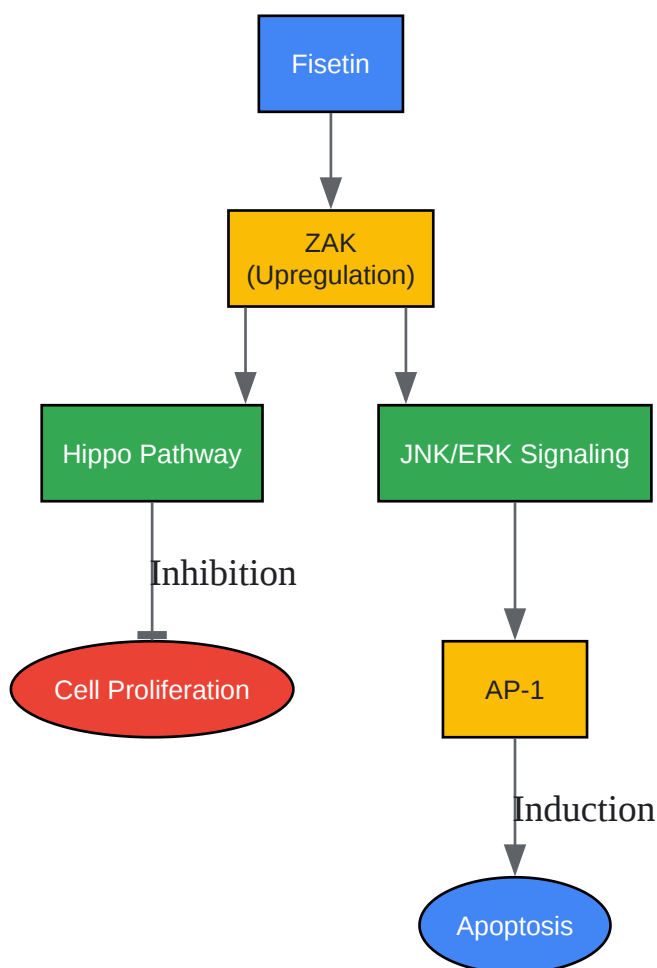 Fisetin
ZAK
(Upregulation)
Hippo Pathway
JNK/ERK Signaling
Inhibition
Cell Proliferation
AP-1
Induction
Apoptosis